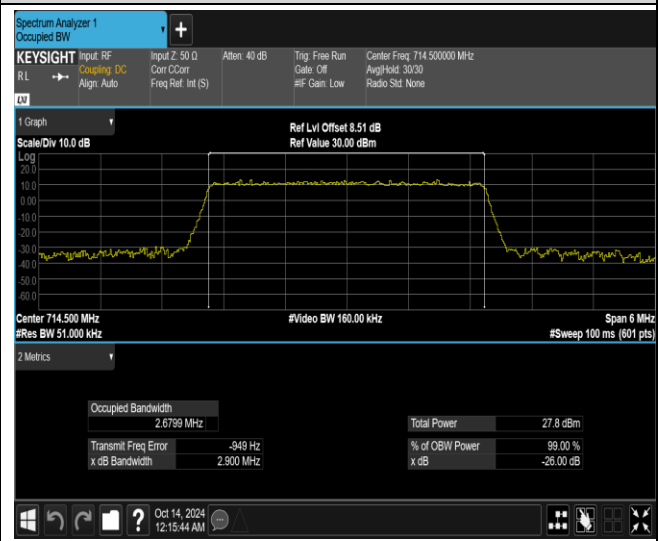 Spectrum Analyzer 1
Occupied BW
+
KEYSIGHT Input: RF Input Z: 50 Ω Atten: 40 dB Trig: Free Run Center Freq: 714.500000 MHz
RL Coupling: DC Corr CCorr Gate: Off Avg|Hold: 30/30
Align: Auto Freq Ref: Int (S) #IF Gain: Low Radio Std: None
LXI
1 Graph
Ref Lvl Offset 8.51 dB
Scale/Div 10.0 dB Ref Value 30.00 dBm
Log
20.0
10.0
0.00
-10.0
-20.0
-30.0
-40.0
-50.0
-60.0
Center 714.500 MHz #Video BW 160.00 kHz Span 6 MHz
#Res BW 51.000 kHz #Sweep 100 ms (601 pts)
2 Metrics
Occupied Bandwidth
2.6799 MHz Total Power 27.8 dBm
Transmit Freq Error -949 Hz % of OBW Power 99.00 %
x dB Bandwidth 2.900 MHz x dB -26.00 dB
? Oct 14, 2024
12:15:44 AM